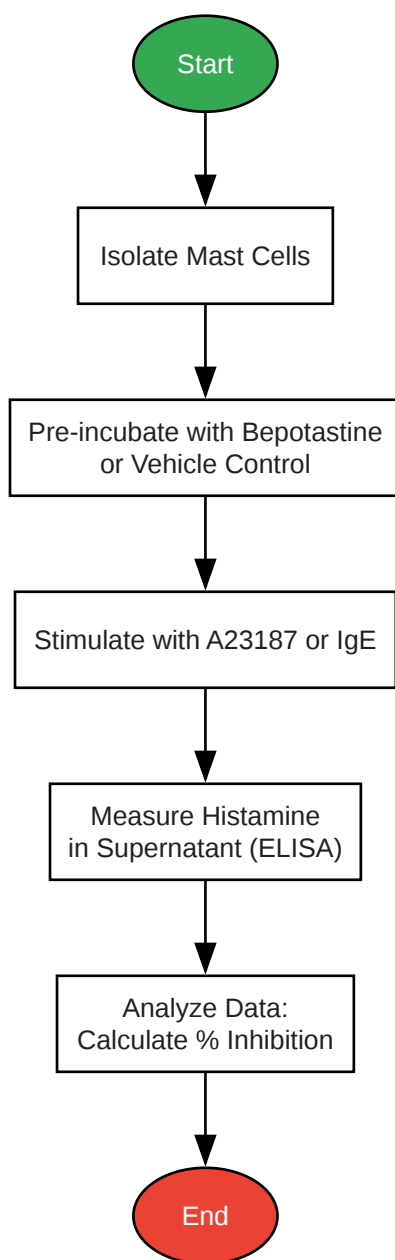 Start
Isolate Mast Cells
Pre-incubate with Bepotastine
or Vehicle Control
Stimulate with A23187 or IgE
Measure Histamine
in Supernatant (ELISA)
Analyze Data:
Calculate % Inhibition
End